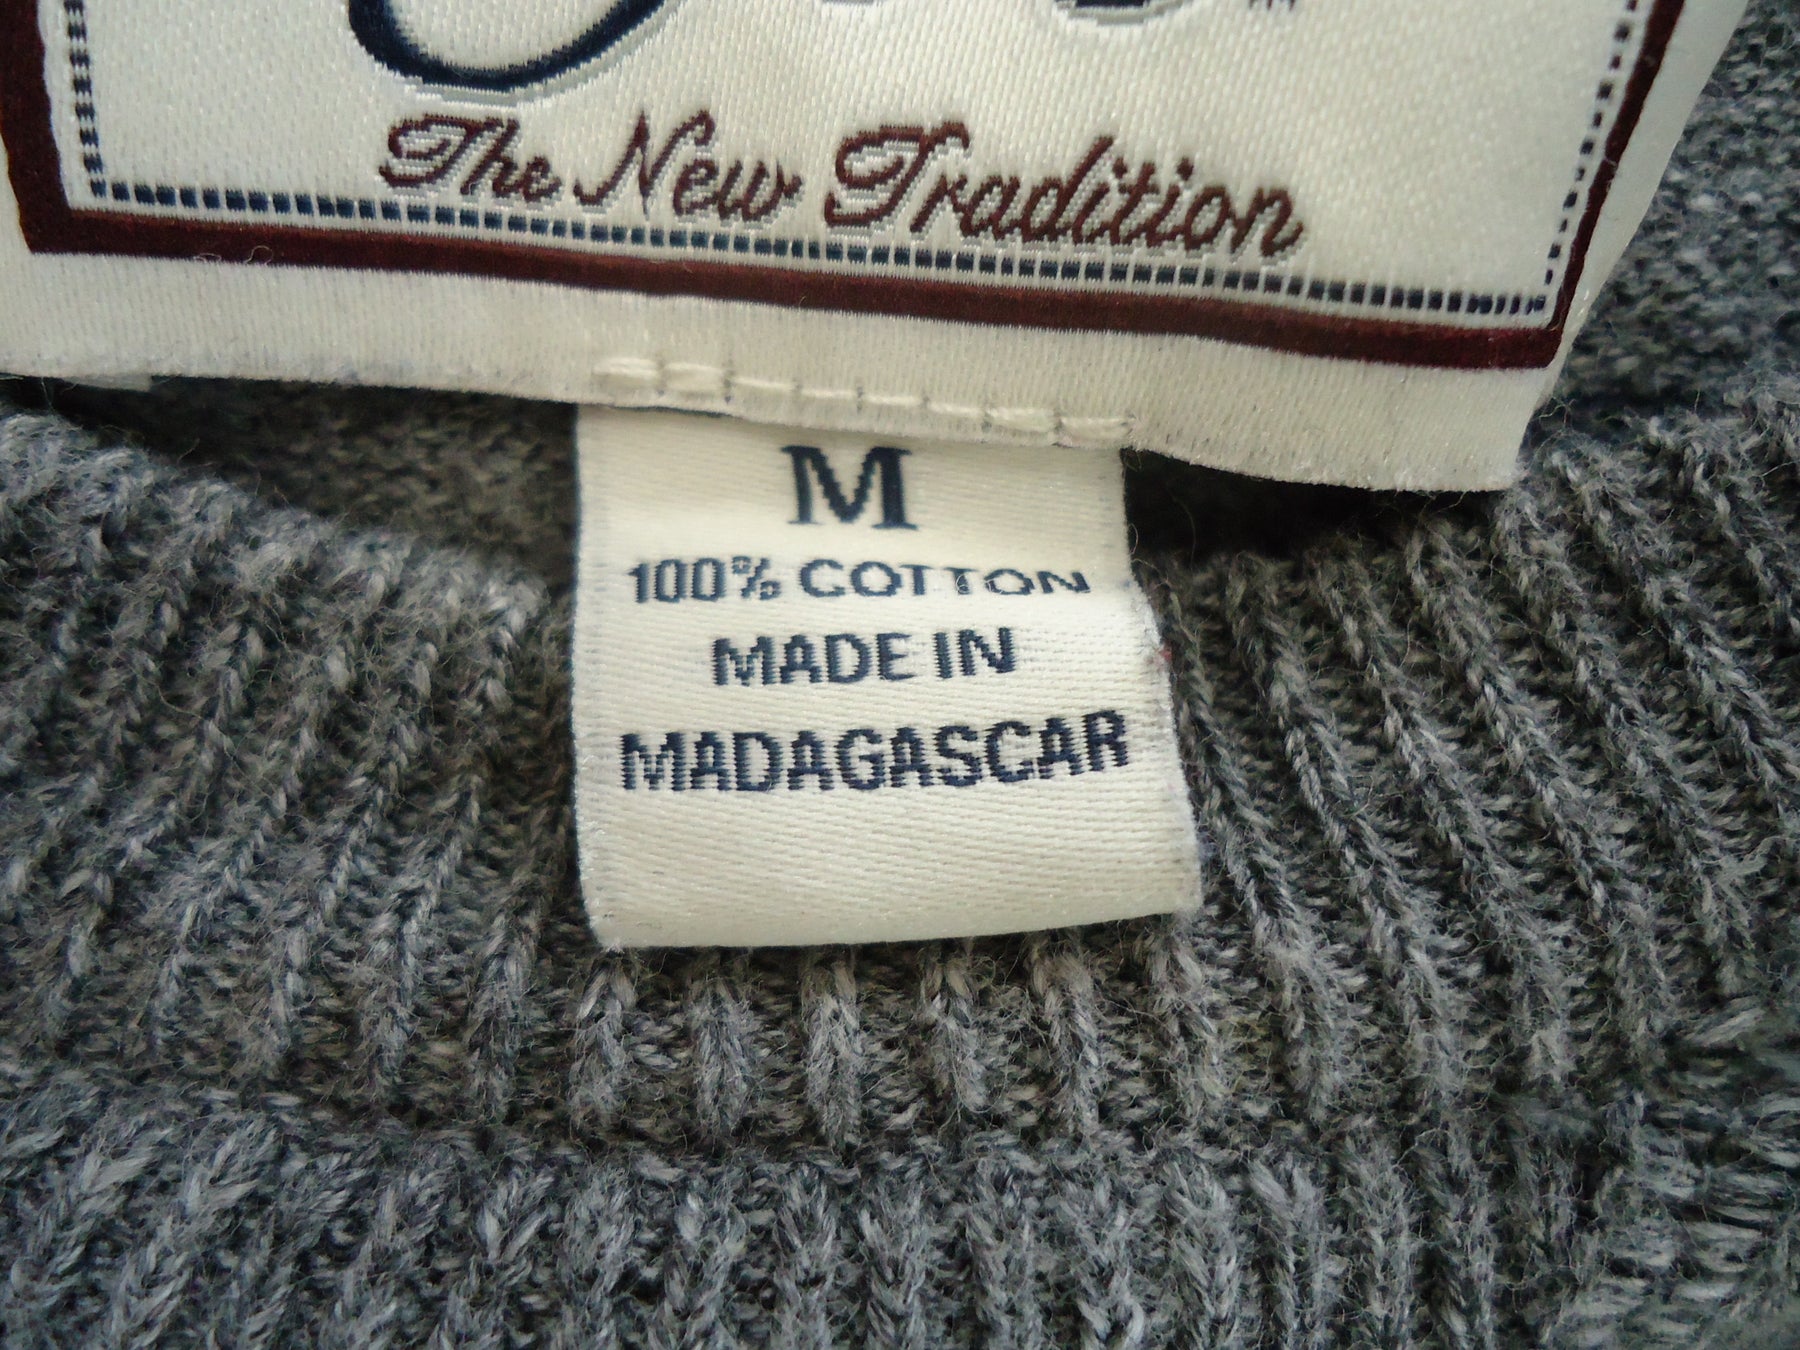 The New Tradition
M
100% COTTON
MADE IN
MADAGASCAR